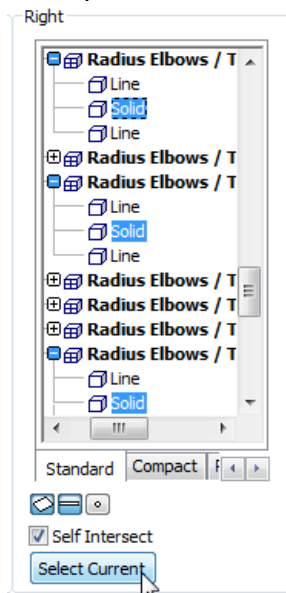 Right
Radius Elbows / T
Line
Solid
Line
Radius Elbows / T
Radius Elbows / T
Line
Solid
Line
Radius Elbows / T
Radius Elbows / T
Radius Elbows / T
Radius Elbows / T
Line
Solid
Standard Compact
Self Intersect
Select Current